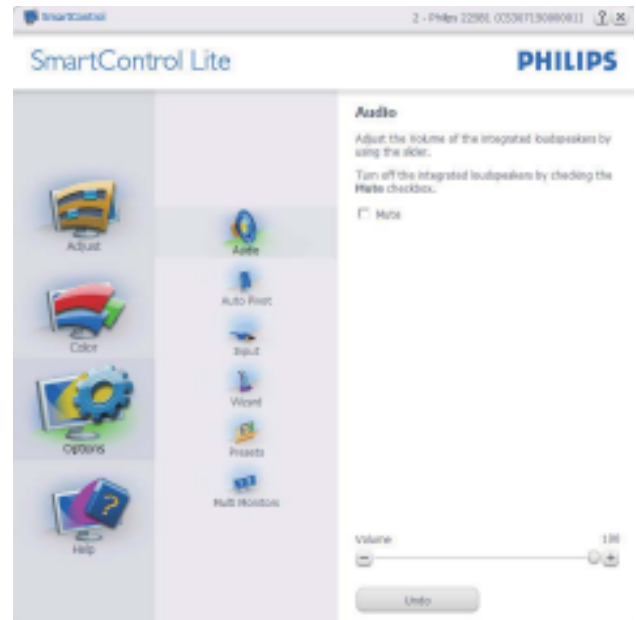 SmartControl
SmartControl Lite
PHILIPS
Adjust
Color
Options
Help
Audio
Auto Pivot
Input
Wizard
Presets
Multi Monitors
Audio
Adjust the Volume of the integrated loudspeakers by
using the slider.
Turn off the integrated loudspeakers by checking the
Mute checkbox.
Mute
Volume
100
Undo